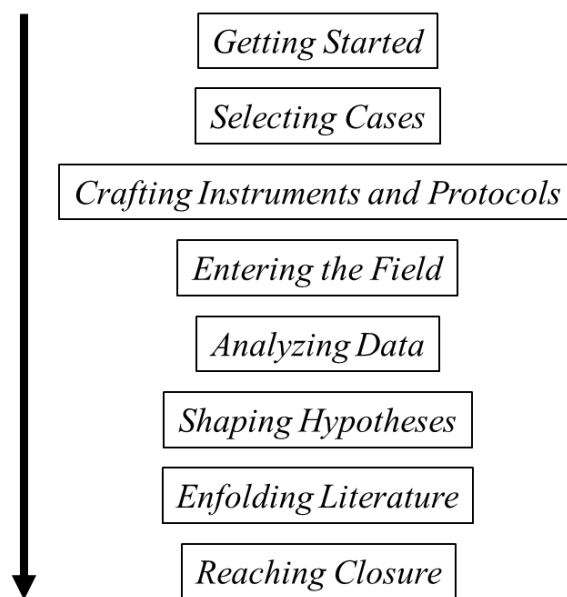 Getting Started
Selecting Cases
Crafting Instruments and Protocols
Entering the Field
Analyzing Data
Shaping Hypotheses
Enfolding Literature
Reaching Closure